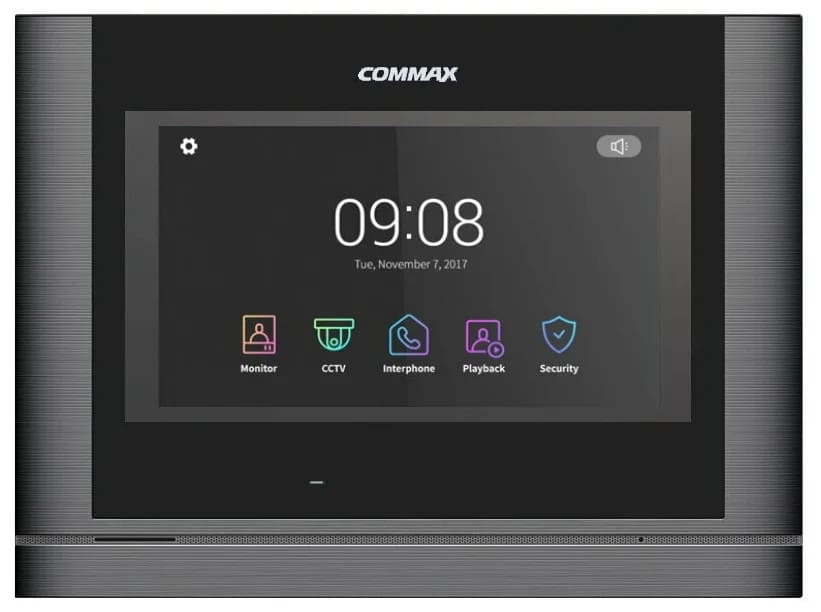 COMMAX
09:08
Tue, November 7, 2017
Monitor CCTV Interphone Playback Security